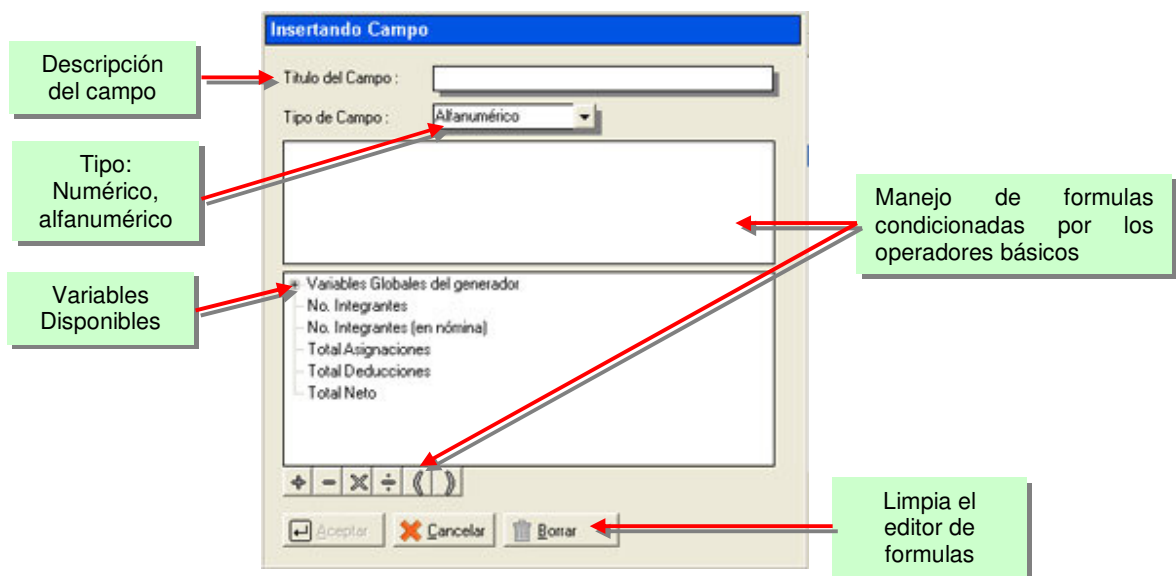 Insertando Campo
Descripción
del campo
Titulo del Campo :
Tipo de Campo :
Alfanumérico
Tipo:
Numérico,
alfanumérico
Manejo de formulas
condicionadas por los
operadores básicos
Variables
Disponibles
Variables Globales del generador
No. Integrantes
No. Integrantes (en nómina)
Total Asignaciones
Total Deducciones
Total Neto
+ - X ÷ ( )
Aceptar
Cancelar
Borrar
Limpia el
editor de
formulas